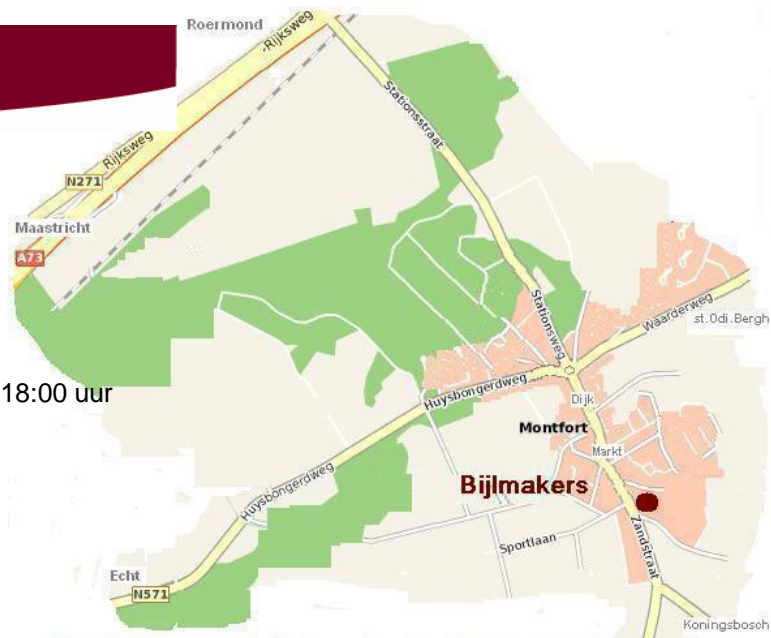 Roermond
-Rijksweg
Stationsstraat
Rijksweg
N271
Maastricht
A73
Stationsweg
Waarderweg
st.Odi.Bergh
18:00 uur
Huysbongerdweg
Dijk
Montfort
Markt
Bijlmakers
Huysbongerdweg
Zandstraat
Sportlaan
Echt
N571
Koningsbosch